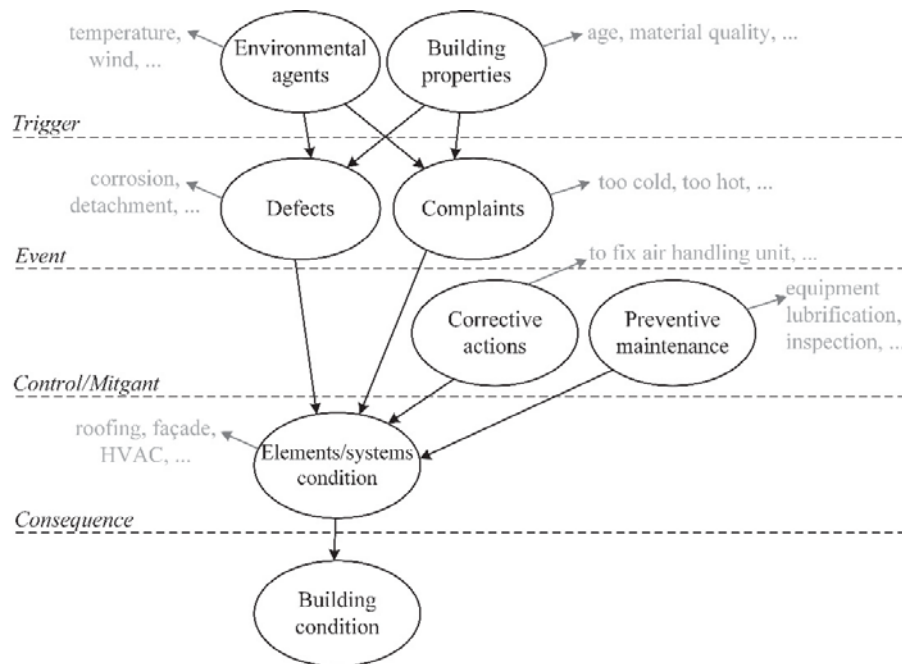 temperature,
wind, ...
Environmental
agents
Building
properties
age, material quality, ...
Trigger
corrosion,
detachment, ...
Defects
Complaints
too cold, too hot, ...
Event
to fix air handling unit, ...
Corrective
actions
Preventive
maintenance
equipment
lubrification,
inspection, ...
Control/Mitgant
roofing, façade,
HVAC, ...
Elements/systems
condition
Consequence
Building
condition